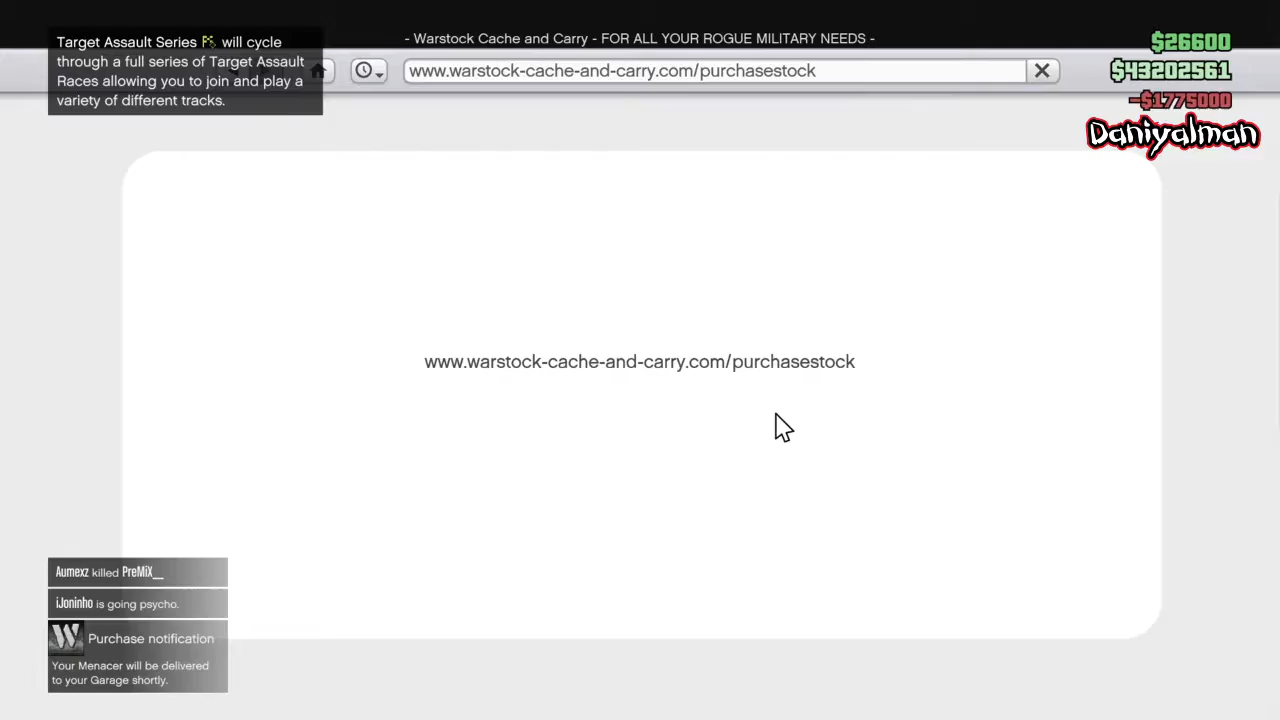 Target Assault Series will cycle
through a full series of Target Assault
Races allowing you to join and play a
variety of different tracks.
- Warstock Cache and Carry - FOR ALL YOUR ROGUE MILITARY NEEDS -
www.warstock-cache-and-carry.com/purchasestock
$26600
$43202561
-$1775000
Daniyalman
www.warstock-cache-and-carry.com/purchasestock
Aumexz killed PreMiX__
iJoninho is going psycho.
W Purchase notification
Your Menacer will be delivered
to your Garage shortly.